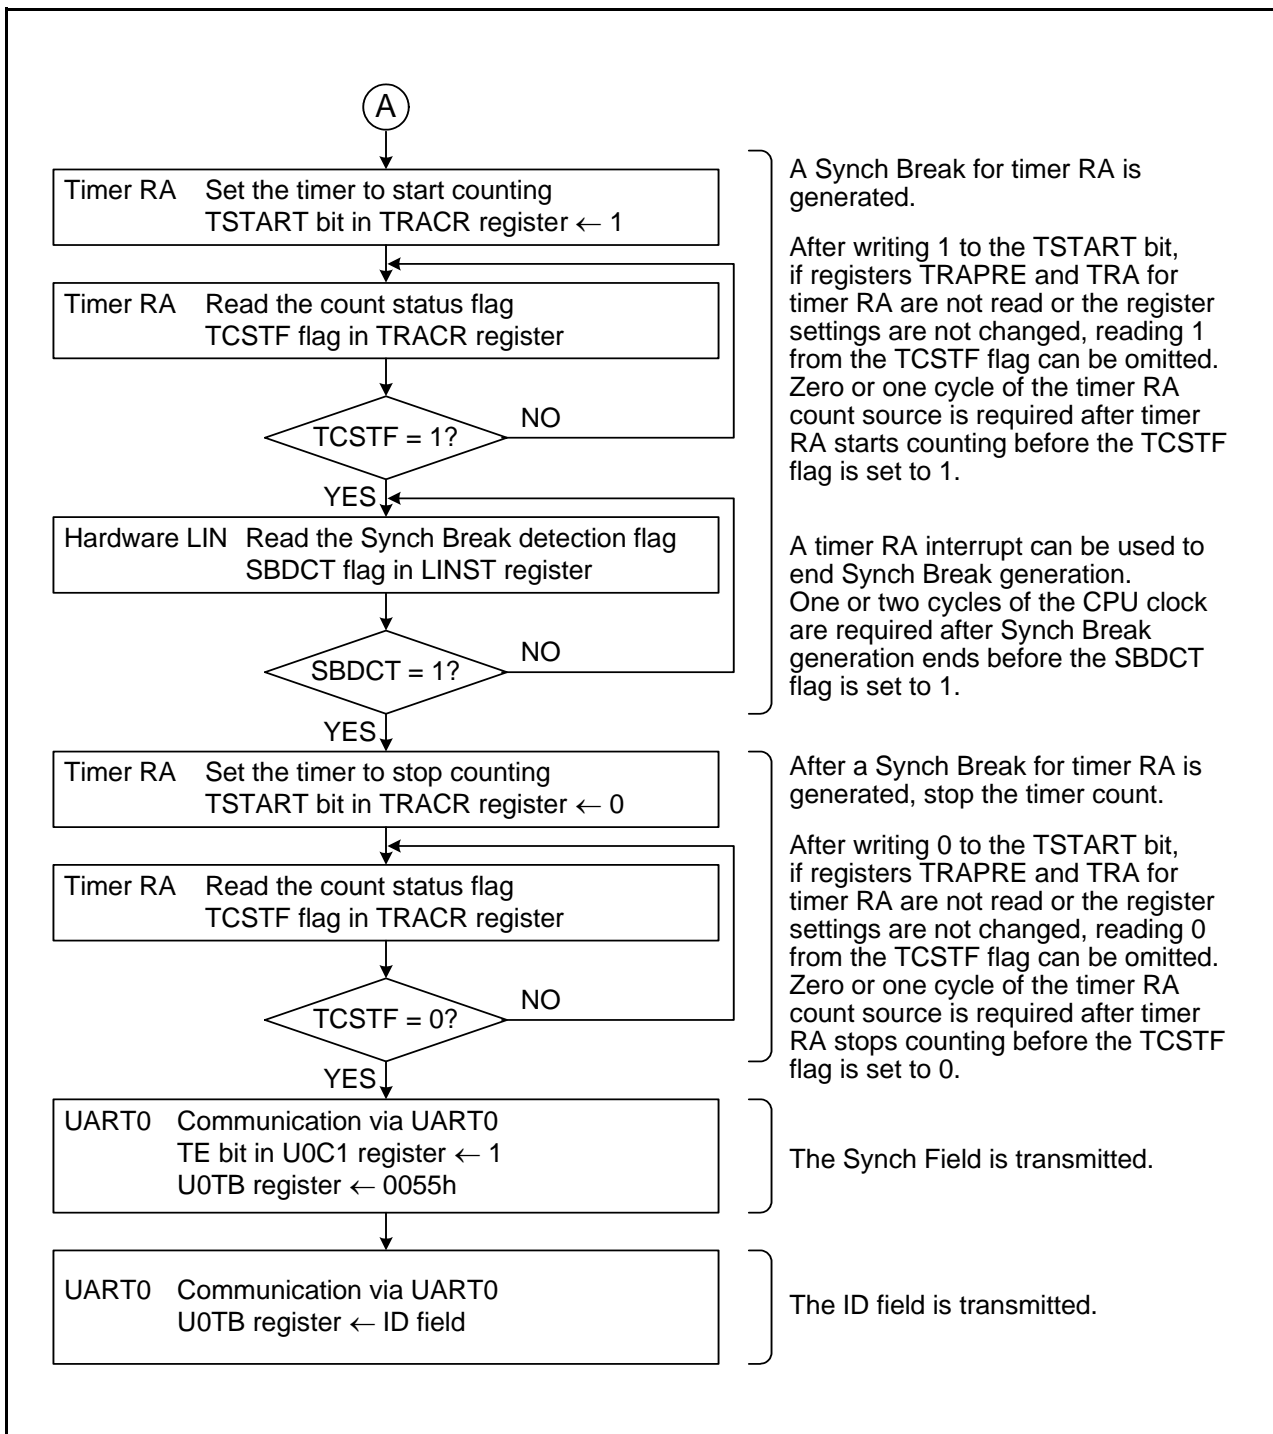 A
Timer RA Set the timer to start counting
TSTART bit in TRACR register ← 1
Timer RA Read the count status flag
TCSTF flag in TRACR register
TCSTF = 1?
NO
YES
Hardware LIN Read the Synch Break detection flag
SBDCT flag in LINST register
SBDCT = 1?
NO
YES
A Synch Break for timer RA is
generated.
After writing 1 to the TSTART bit,
if registers TRAPRE and TRA for
timer RA are not read or the register
settings are not changed, reading 1
from the TCSTF flag can be omitted.
Zero or one cycle of the timer RA
count source is required after timer
RA starts counting before the TCSTF
flag is set to 1.
A timer RA interrupt can be used to
end Synch Break generation.
One or two cycles of the CPU clock
are required after Synch Break
generation ends before the SBDCT
flag is set to 1.
Timer RA Set the timer to stop counting
TSTART bit in TRACR register ← 0
Timer RA Read the count status flag
TCSTF flag in TRACR register
TCSTF = 0?
NO
YES
After a Synch Break for timer RA is
generated, stop the timer count.
After writing 0 to the TSTART bit,
if registers TRAPRE and TRA for
timer RA are not read or the register
settings are not changed, reading 0
from the TCSTF flag can be omitted.
Zero or one cycle of the timer RA
count source is required after timer
RA stops counting before the TCSTF
flag is set to 0.
UART0 Communication via UART0
TE bit in U0C1 register ← 1
U0TB register ← 0055h
The Synch Field is transmitted.
UART0 Communication via UART0
U0TB register ← ID field
The ID field is transmitted.